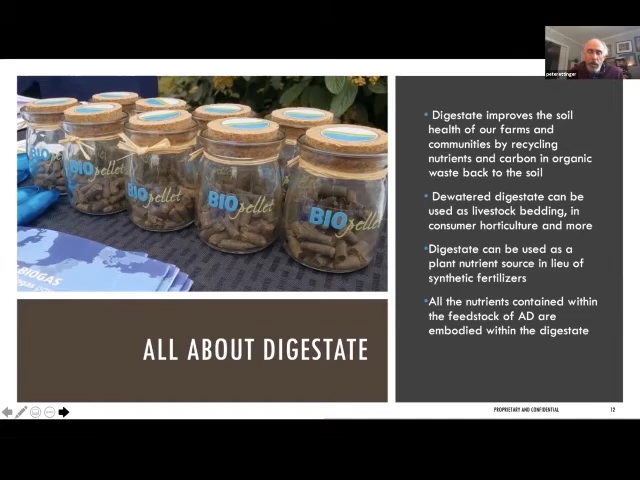 peterettinger
BIOpellet
BIOpellet
BIOpellet
BIOpellet
BIOGAS
• Digestate improves the soil
health of our farms and
communities by recycling
nutrients and carbon in organic
waste back to the soil
• Dewatered digestate can be
used as livestock bedding, in
consumer horticulture and more
•Digestate can be used as a
plant nutrient source in lieu of
synthetic fertilizers
•All the nutrients contained within
the feedstock of AD are
embodied within the digestate
ALL ABOUT DIGESTATE
PROPRIETARY AND CONFIDENTIAL
12